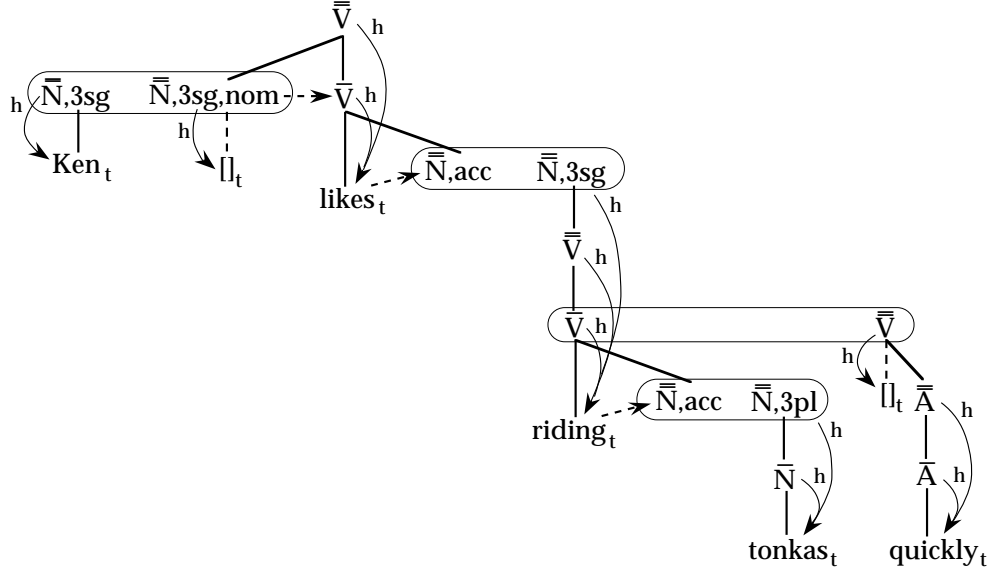 V̿ h
N̿,3sg N̿,3sg,nom V̄ h
h h
Ken t [] t N̿,acc N̿,3sg
likes t h
V̿ h
V̄ h V̿
h
N̿,acc N̿,3pl [] t A̿ h
riding t h
N̄ h Ā h
tonkas t quickly t